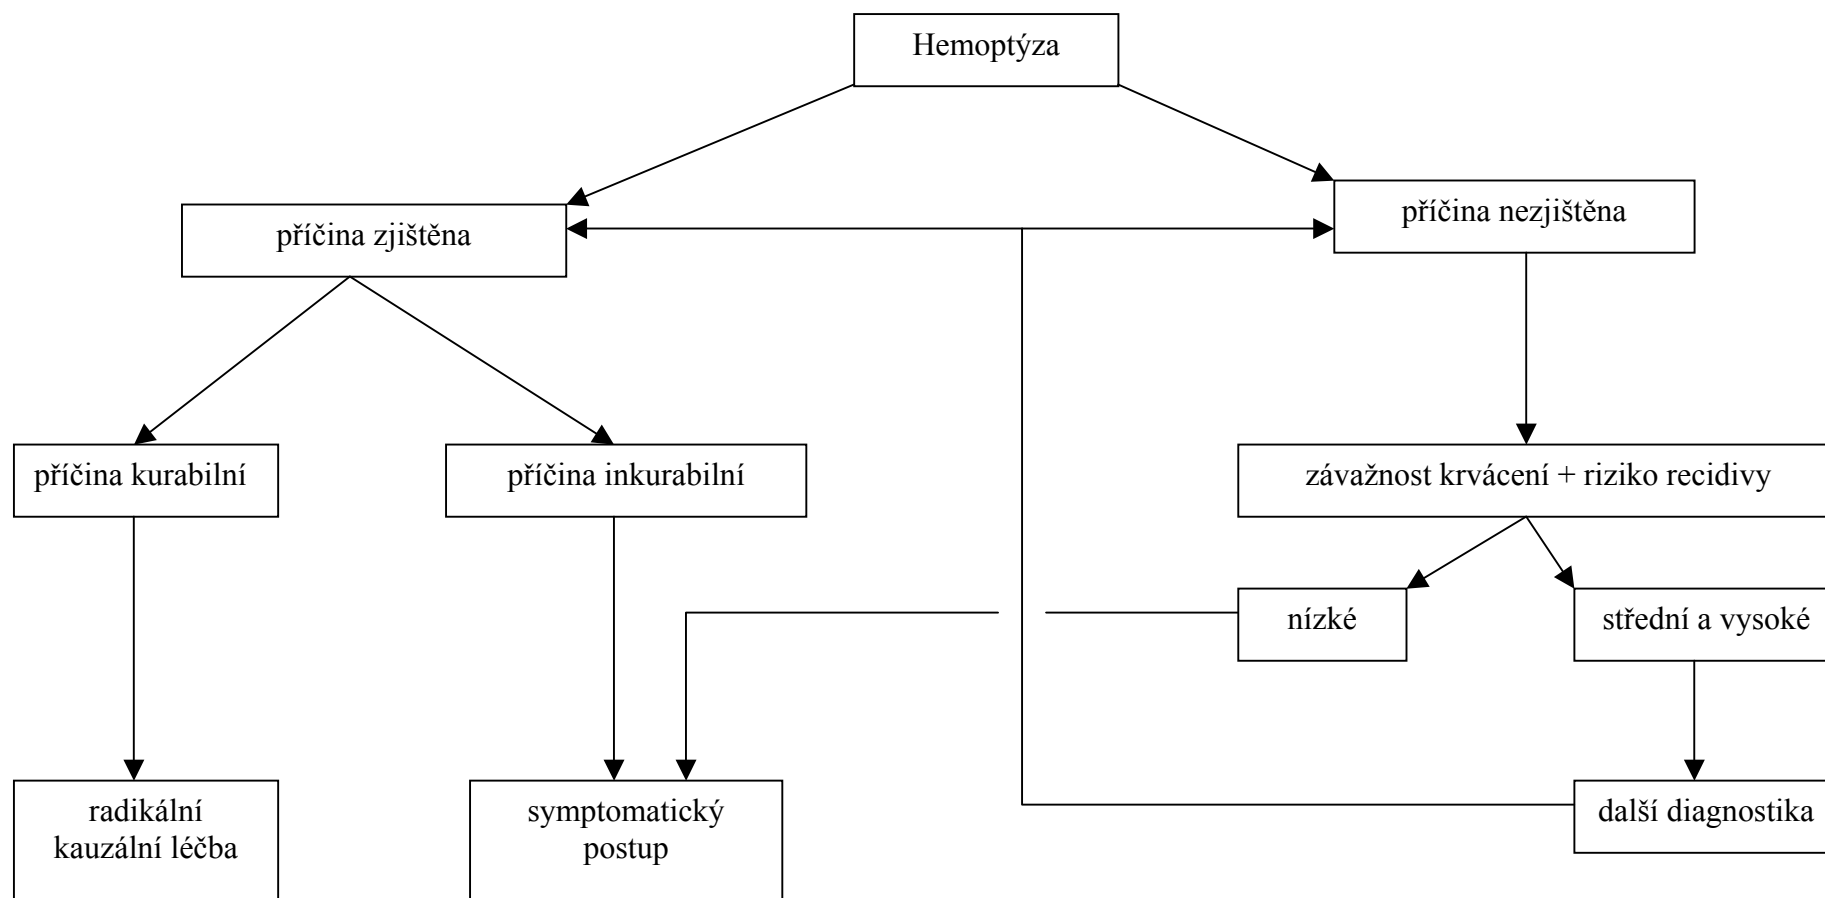 Hemoptýza
příčina zjištěna
příčina nezjištěna
příčina kurabilní
příčina inkurabilní
závažnost krvácení + riziko recidivy
nízké
střední a vysoké
radikální
kauzální léčba
symptomatický
postup
další diagnostika